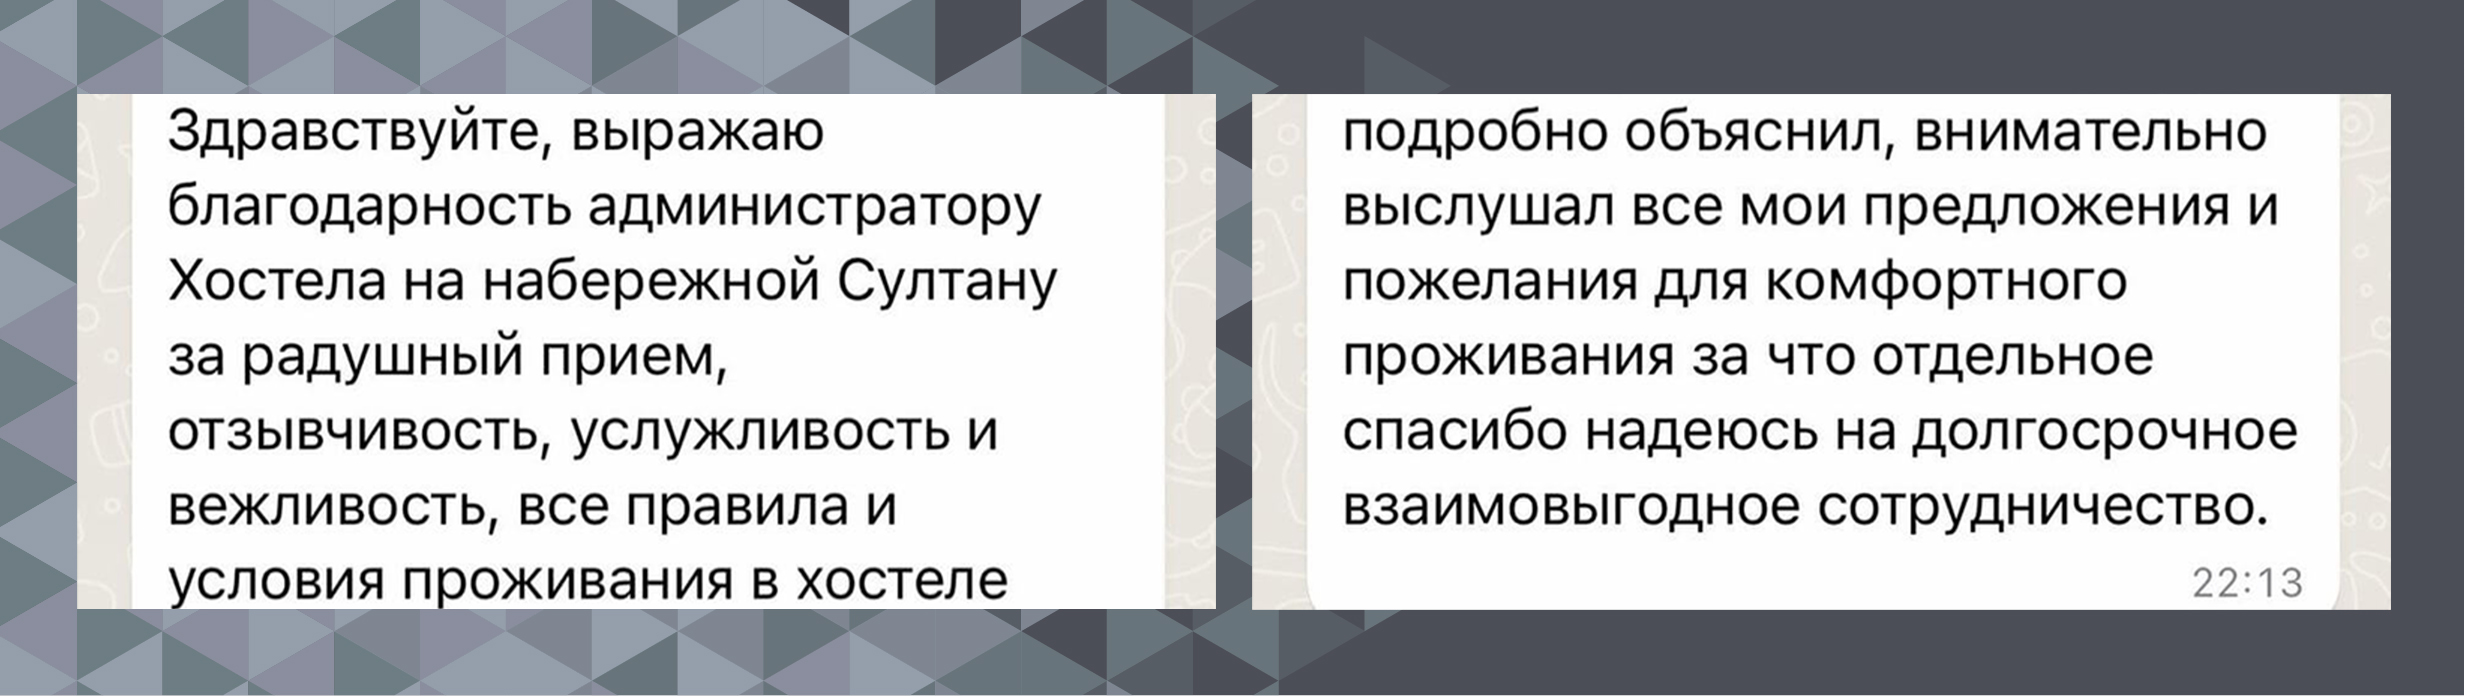 Здравствуйте, выражаю
благодарность администратору
Хостела на набережной Султану
за радушный прием,
отзывчивость, услужливость и
вежливость, все правила и
условия проживания в хостеле
подробно объяснил, внимательно
выслушал все мои предложения и
пожелания для комфортного
проживания за что отдельное
спасибо надеюсь на долгосрочное
взаимовыгодное сотрудничество.
22:13